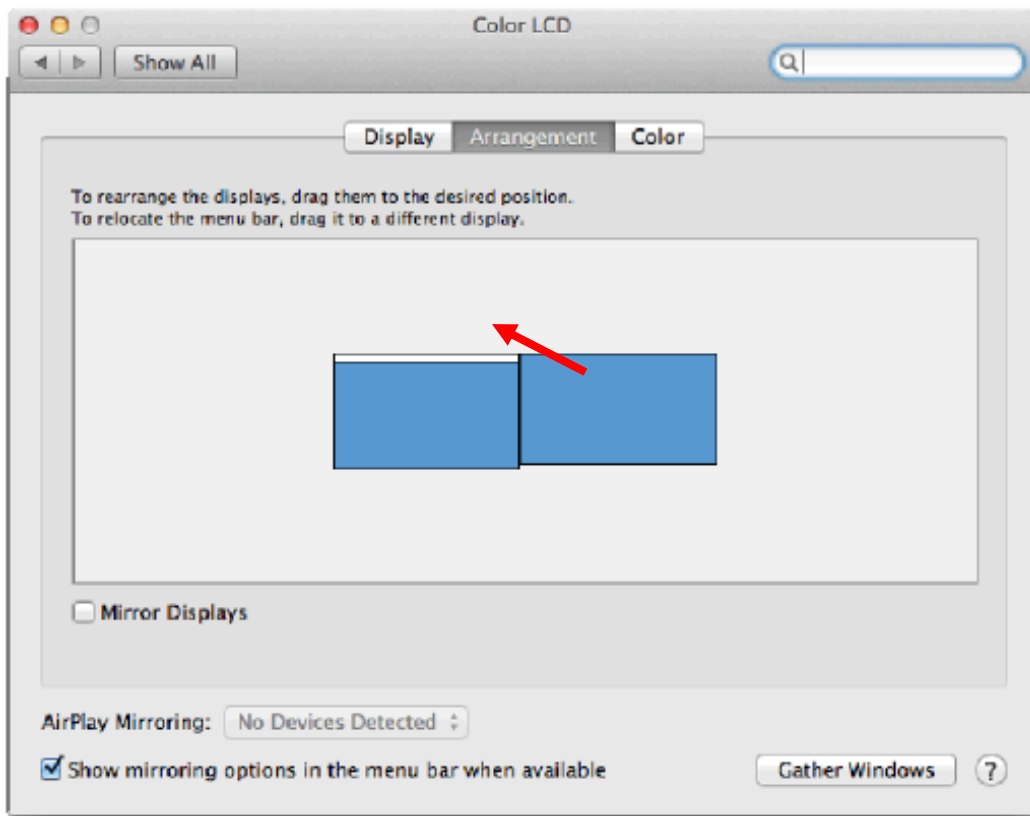 Color LCD
Show All
Display Arrangement Color
To rearrange the displays, drag them to the desired position.
To relocate the menu bar, drag it to a different display.
Mirror Displays
AirPlay Mirroring: No Devices Detected
Show mirroring options in the menu bar when available
Gather Windows ?